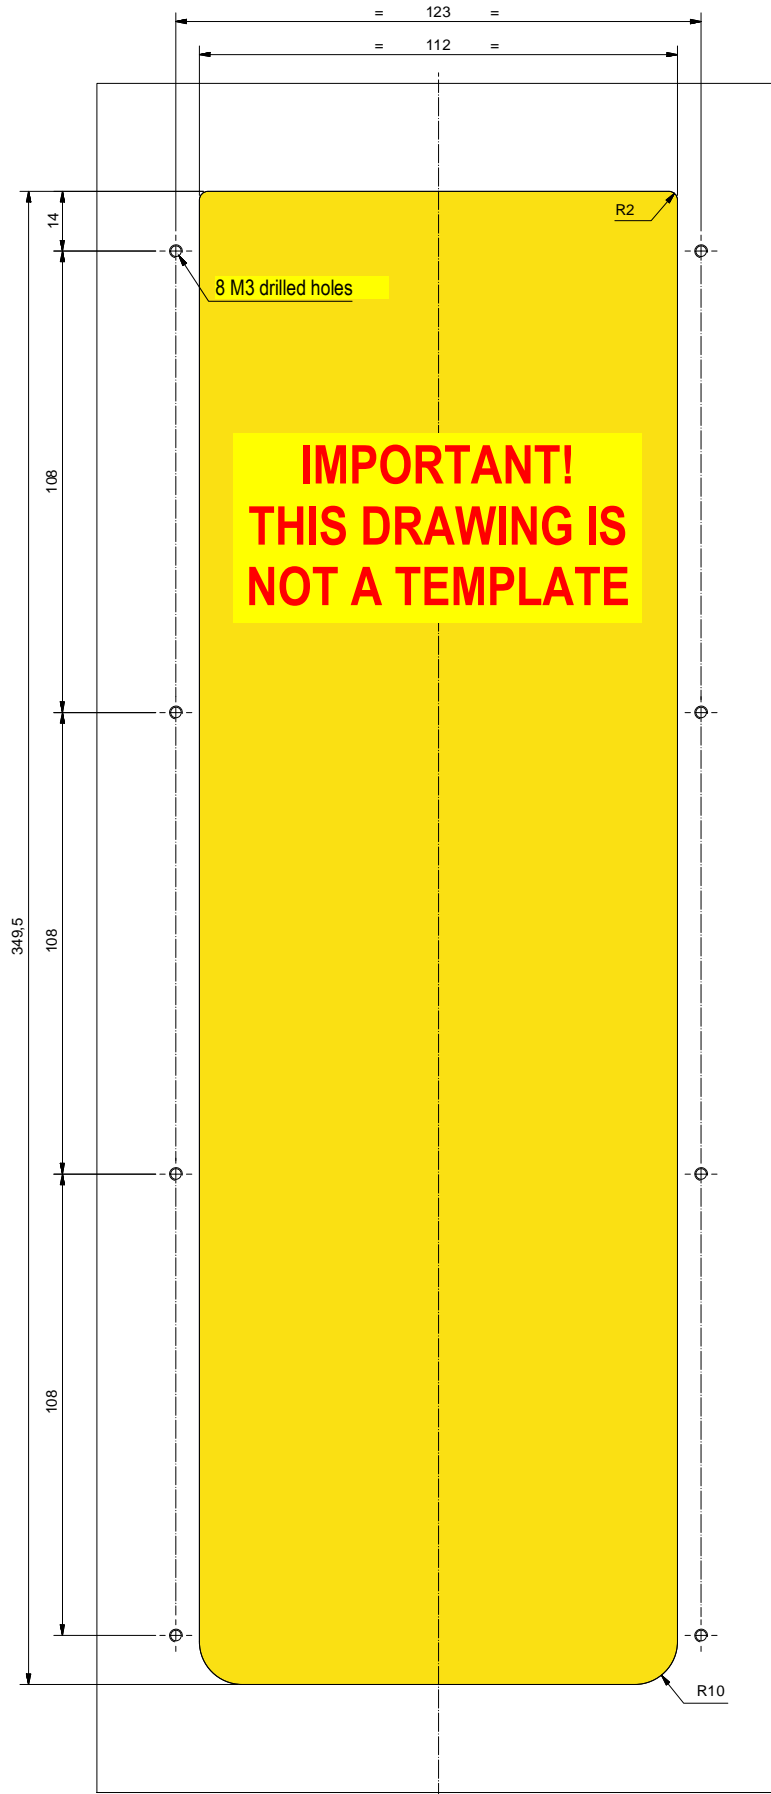 = 123 =
= 112 =
14
R2
8 M3 drilled holes
108
IMPORTANT!
THIS DRAWING IS
NOT A TEMPLATE
349,5
108
108
R10